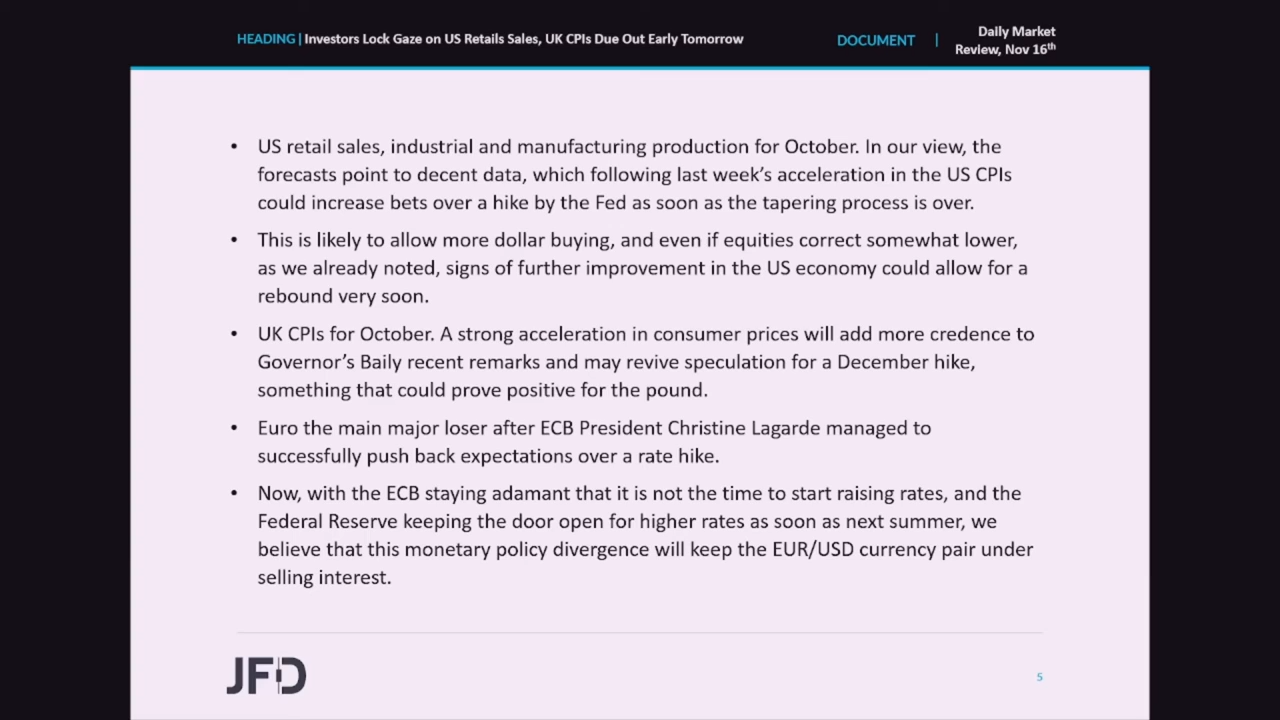 HEADING | Investors Lock Gaze on US Retails Sales, UK CPIs Due Out Early Tomorrow
DOCUMENT | Daily Market
Review, Nov 16th
• US retail sales, industrial and manufacturing production for October. In our view, the
forecasts point to decent data, which following last week's acceleration in the US CPIs
could increase bets over a hike by the Fed as soon as the tapering process is over.
• This is likely to allow more dollar buying, and even if equities correct somewhat lower,
as we already noted, signs of further improvement in the US economy could allow for a
rebound very soon.
• UK CPIs for October. A strong acceleration in consumer prices will add more credence to
Governor's Baily recent remarks and may revive speculation for a December hike,
something that could prove positive for the pound.
• Euro the main major loser after ECB President Christine Lagarde managed to
successfully push back expectations over a rate hike.
• Now, with the ECB staying adamant that it is not the time to start raising rates, and the
Federal Reserve keeping the door open for higher rates as soon as next summer, we
believe that this monetary policy divergence will keep the EUR/USD currency pair under
selling interest.
JFD
5